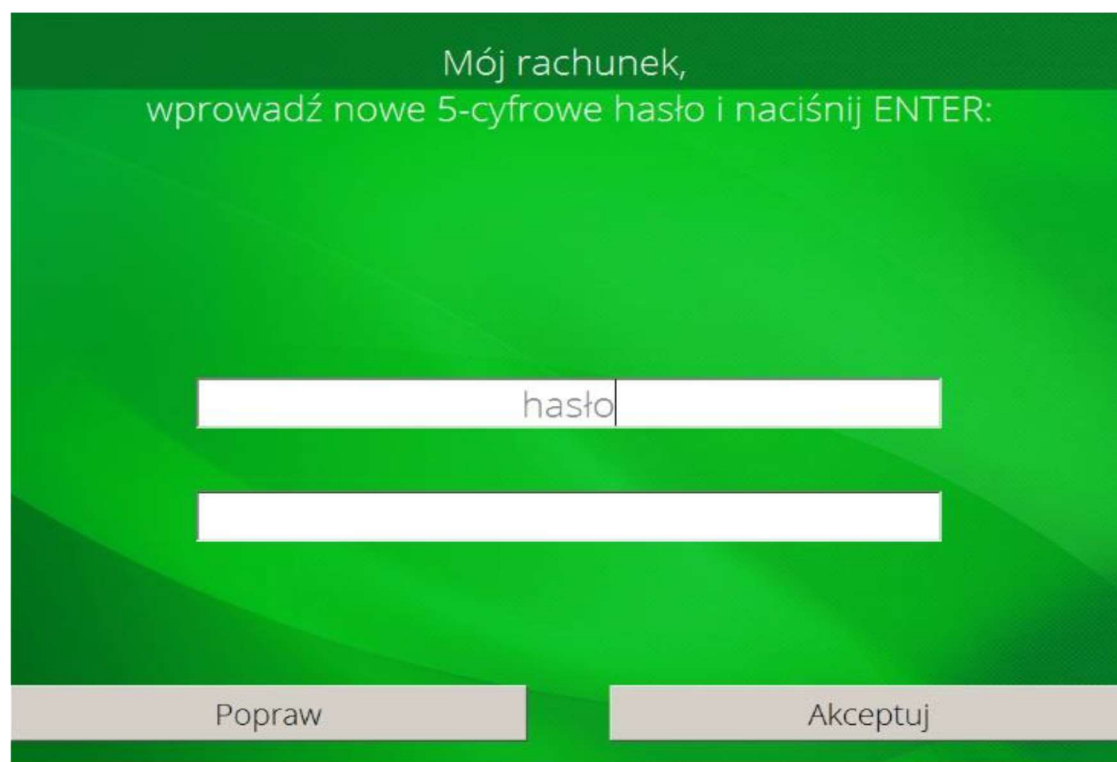 Mój rachunek,
wprowadź nowe 5-cyfrowe hasło i naciśnij ENTER:
hasło
Popraw
Akceptuj